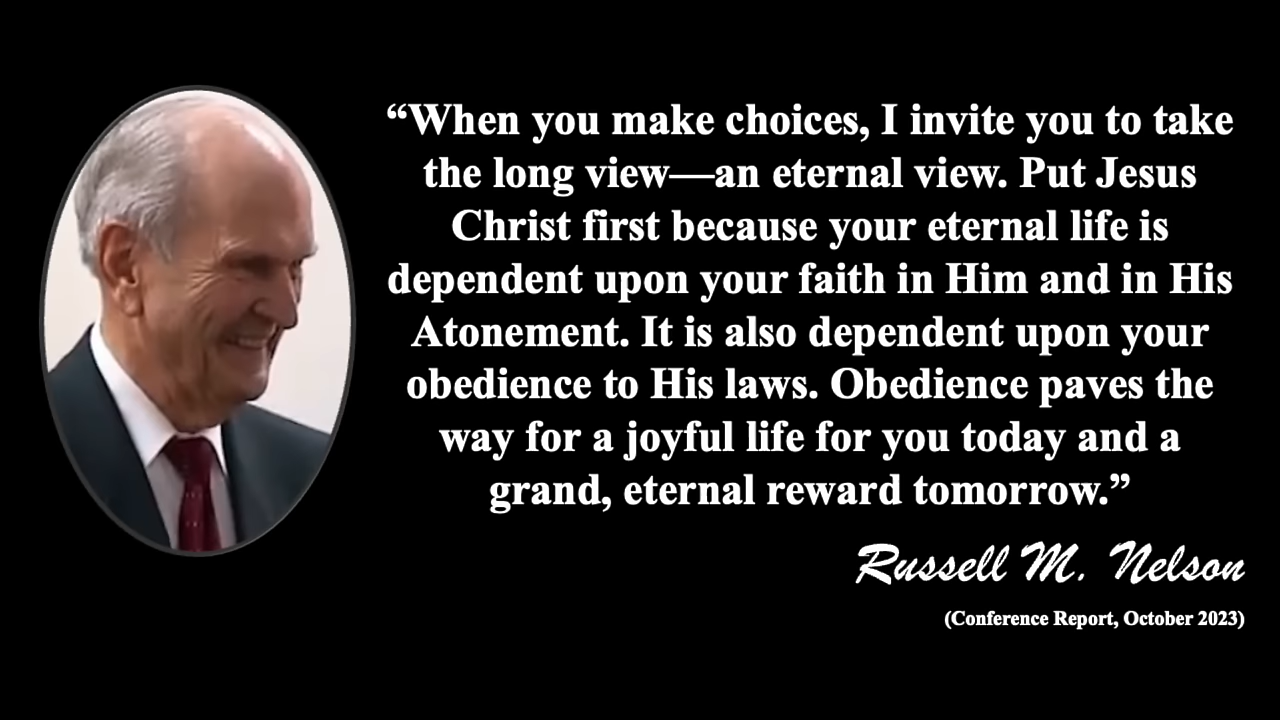 “When you make choices, I invite you to take
the long view—an eternal view. Put Jesus
Christ first because your eternal life is
dependent upon your faith in Him and in His
Atonement. It is also dependent upon your
obedience to His laws. Obedience paves the
way for a joyful life for you today and a
grand, eternal reward tomorrow.”
Russell M. Nelson
(Conference Report, October 2023)